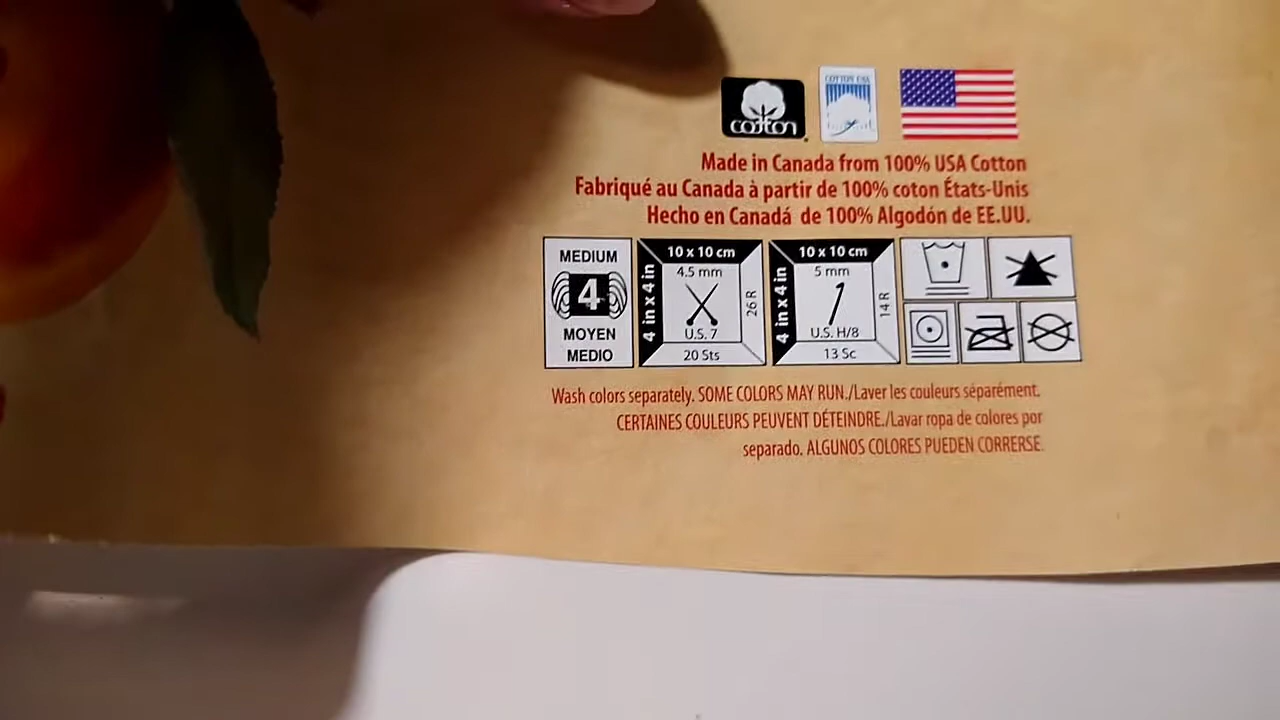 cotton
COTTON USA
Made in Canada from 100% USA Cotton
Fabriqué au Canada à partir de 100% coton États-Unis
Hecho en Canadá de 100% Algodón de EE.UU.
MEDIUM
4
MOYEN
MEDIO
10 x 10 cm
4 in x 4 in
4.5 mm
26 R
U.S. 7
20 Sts
10 x 10 cm
4 in x 4 in
5 mm
14 R
U.S. H/8
13 Sc
Wash colors separately. SOME COLORS MAY RUN./Laver les couleurs séparément.
CERTAINES COULEURS PEUVENT DÉTEINDRE./Lavar ropa de colores por
separado. ALGUNOS COLORES PUEDEN CORRERSE.